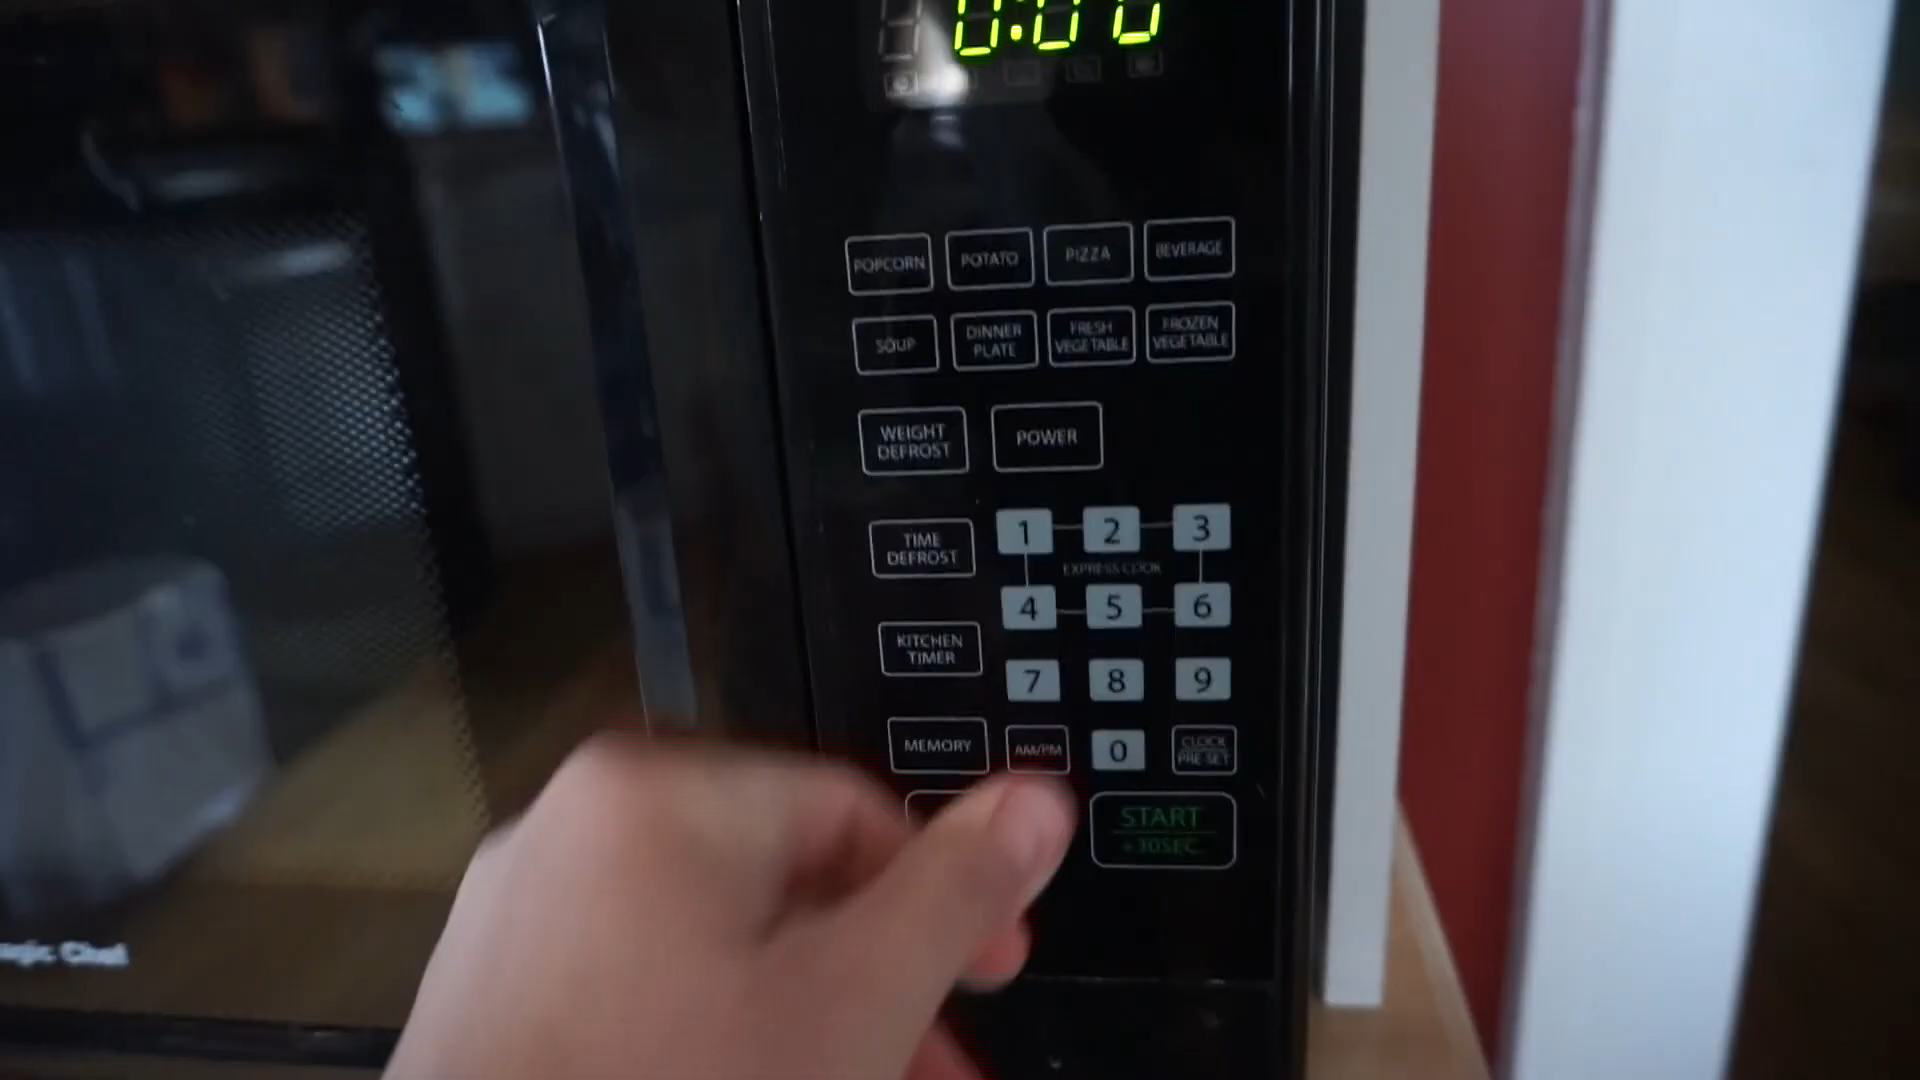 POPCORN POTATO PIZZA BEVERAGE
SOUP DINNER PLATE FRESH VEGETABLE FROZEN VEGETABLE
WEIGHT DEFROST POWER
TIME DEFROST
1 2 3
EXPRESS COOK
4 5 6
KITCHEN TIMER
7 8 9
MEMORY AM/PM 0 CLOCK PRE-SET
START
+30SEC.
Chef